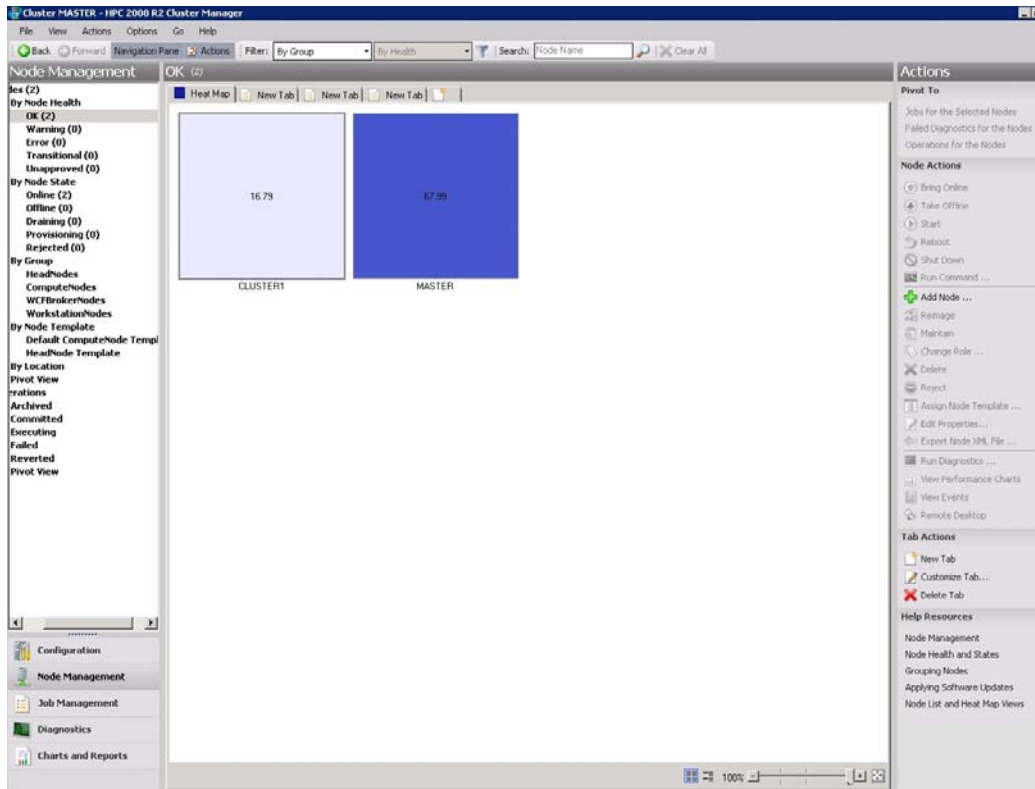 Cluster MASTER - HPC 2008 R2 Cluster Manager
File View Actions Options Go Help
Back Forward Navigation Pane Actions Filter: By Group By Health Search: Node Name Clear All
Node Management
des (2)
By Node Health
OK (2)
Warning (0)
Error (0)
Transitional (0)
Unapproved (0)
By Node State
Online (2)
Offline (0)
Draining (0)
Provisioning (0)
Rejected (0)
By Group
HeadNodes
ComputeNodes
WCFBrokerNodes
WorkstationNodes
By Node Template
Default ComputeNode Templ
HeadNode Template
By Location
Pivot View
erations
Archived
Committed
Executing
Failed
Reverted
Pivot View
Configuration
Node Management
Job Management
Diagnostics
Charts and Reports
OK (2)
Heat Map New Tab New Tab New Tab
16.79
67.99
CLUSTER1
MASTER
100%
Actions
Pivot To
Jobs for the Selected Nodes
Failed Diagnostics for the Nodes
Operations for the Nodes
Node Actions
Bring Online
Take Offline
Start
Reboot
Shut Down
Run Command ...
Add Node ...
Reimage
Maintain
Change Role ...
Delete
Reject
Assign Node Template ...
Edit Properties...
Export Node XML File ...
Run Diagnostics ...
View Performance Charts
View Events
Remote Desktop
Tab Actions
New Tab
Customize Tab...
Delete Tab
Help Resources
Node Management
Node Health and States
Grouping Nodes
Applying Software Updates
Node List and Heat Map Views